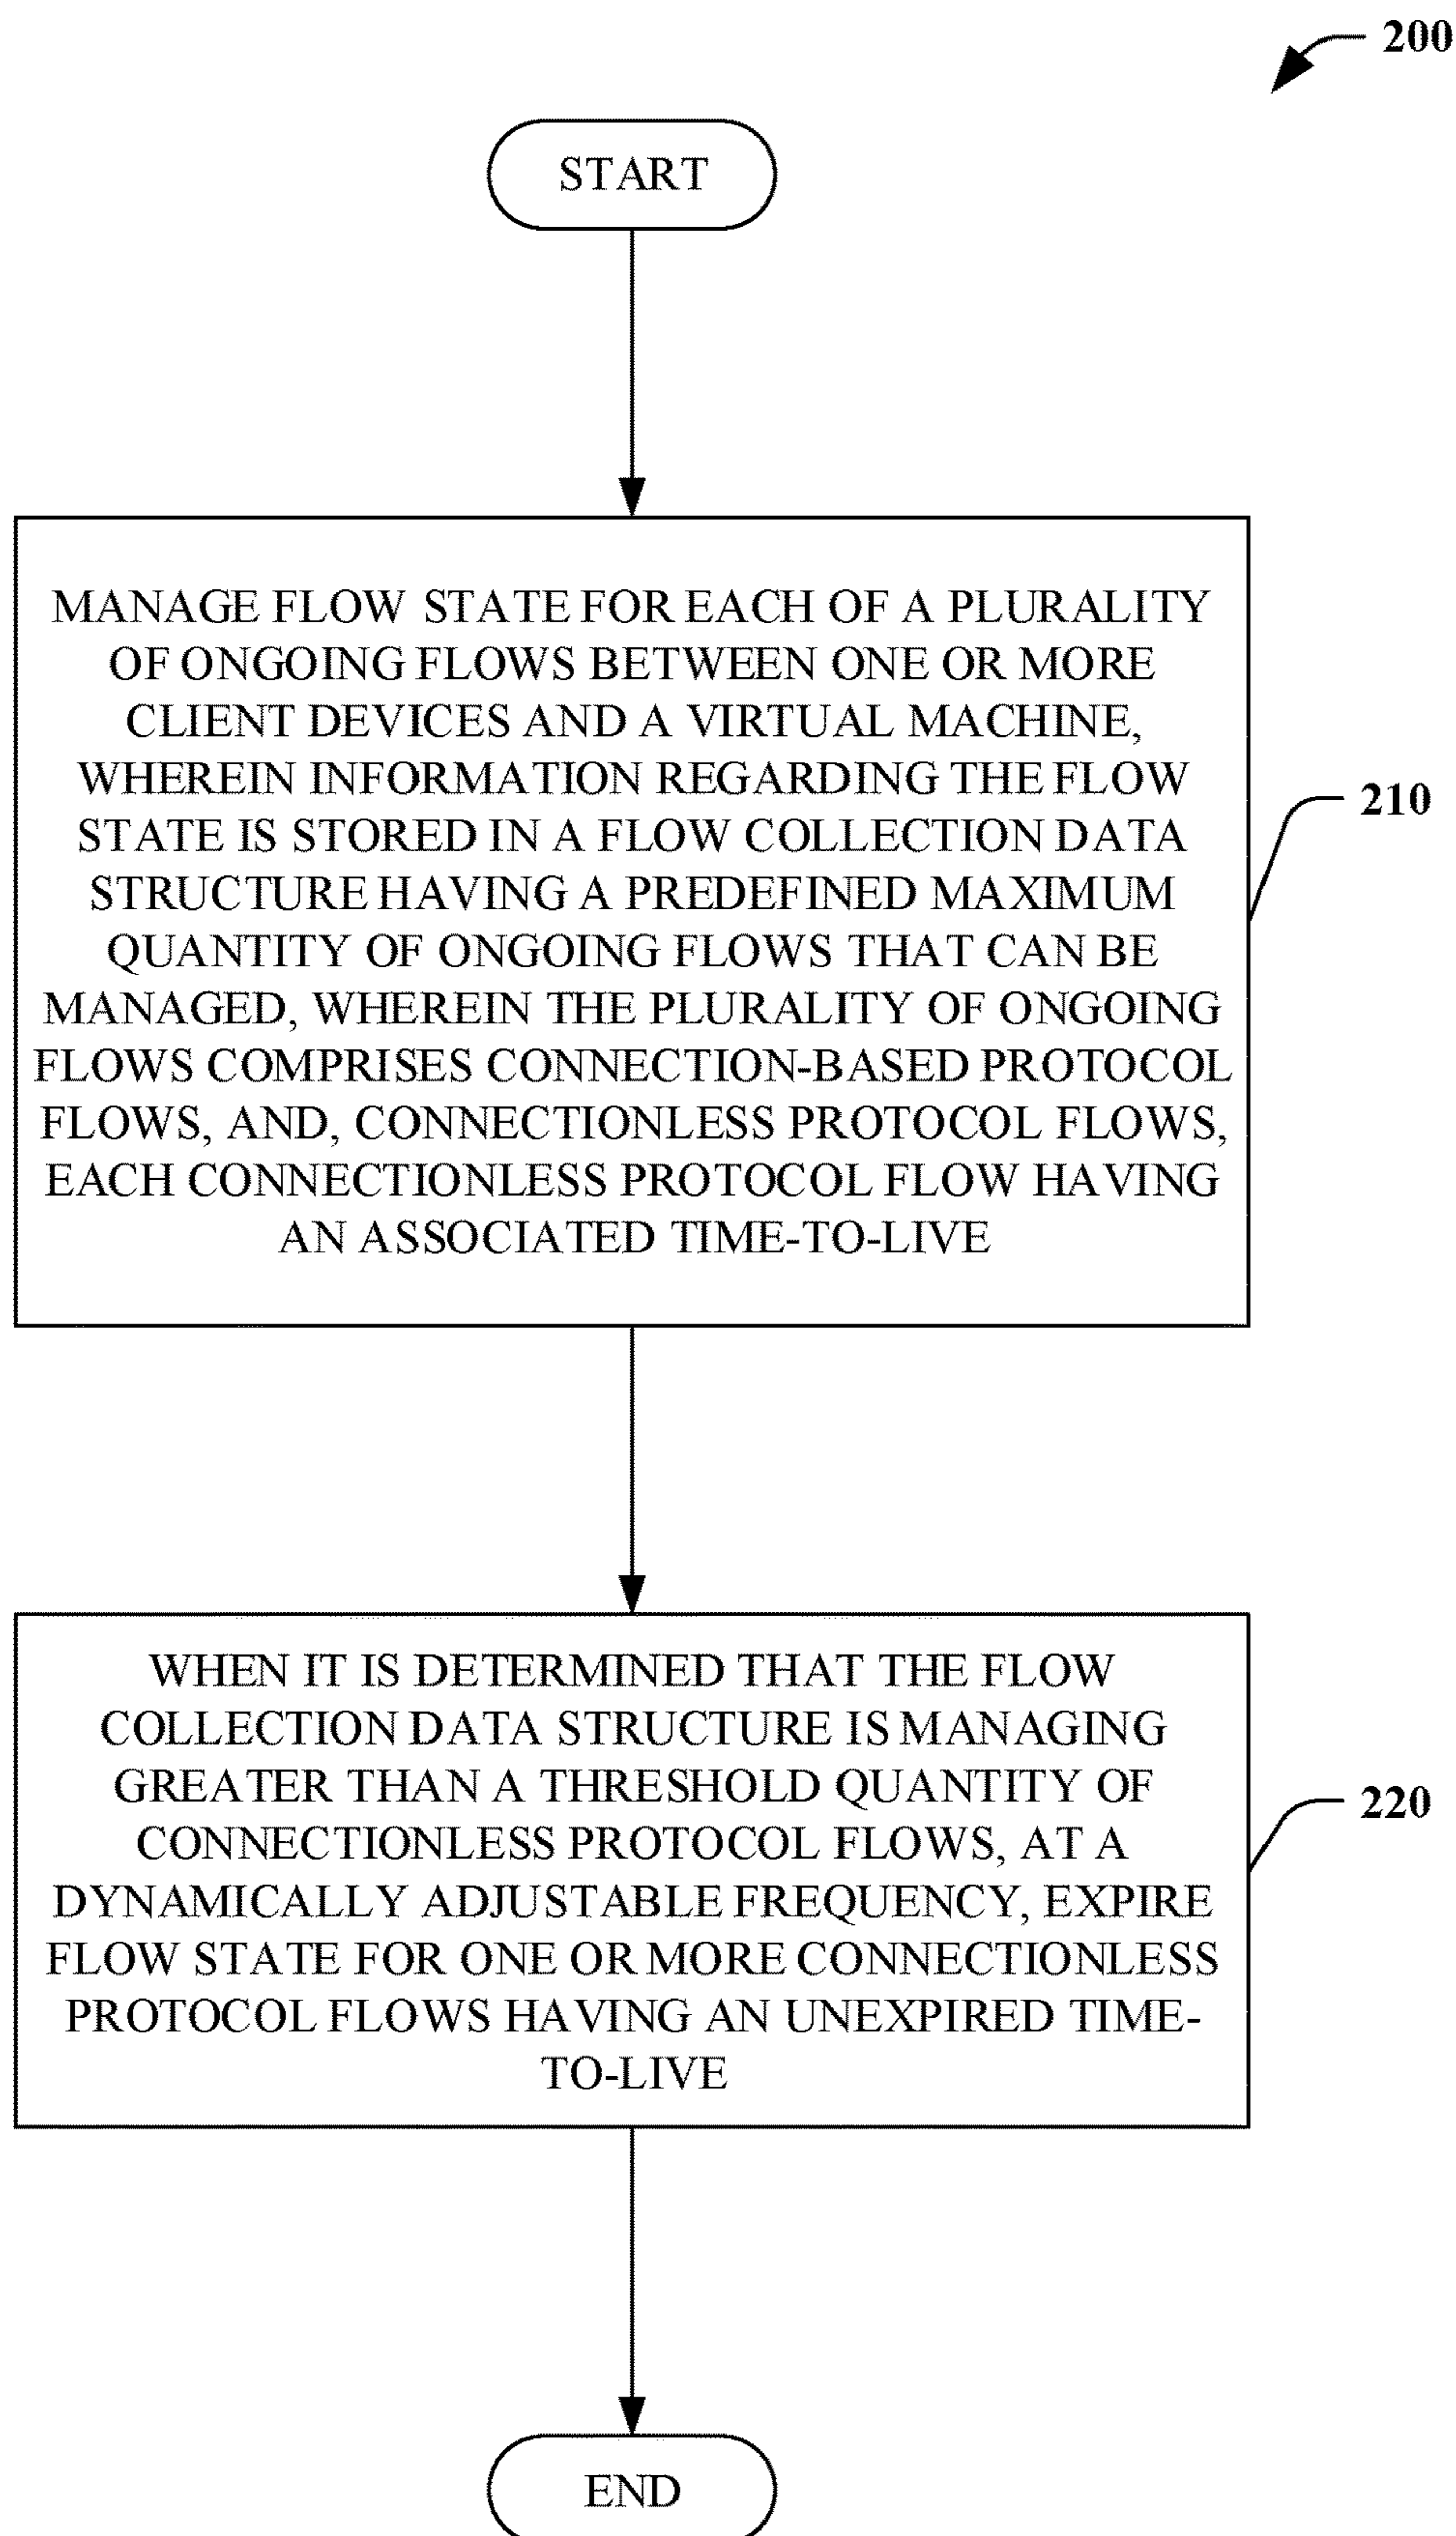 200
START
MANAGE FLOW STATE FOR EACH OF A PLURALITY
OF ONGOING FLOWS BETWEEN ONE OR MORE
CLIENT DEVICES AND A VIRTUAL MACHINE,
WHEREIN INFORMATION REGARDING THE FLOW
STATE IS STORED IN A FLOW COLLECTION DATA
STRUCTURE HAVING A PREDEFINED MAXIMUM
QUANTITY OF ONGOING FLOWS THAT CAN BE
MANAGED, WHEREIN THE PLURALITY OF ONGOING
FLOWS COMPRISES CONNECTION-BASED PROTOCOL
FLOWS, AND, CONNECTIONLESS PROTOCOL FLOWS,
EACH CONNECTIONLESS PROTOCOL FLOW HAVING
AN ASSOCIATED TIME-TO-LIVE
210
WHEN IT IS DETERMINED THAT THE FLOW
COLLECTION DATA STRUCTURE IS MANAGING
GREATER THAN A THRESHOLD QUANTITY OF
CONNECTIONLESS PROTOCOL FLOWS, AT A
DYNAMICALLY ADJUSTABLE FREQUENCY, EXPIRE
FLOW STATE FOR ONE OR MORE CONNECTIONLESS
PROTOCOL FLOWS HAVING AN UNEXPIRED TIME-
TO-LIVE
220
END